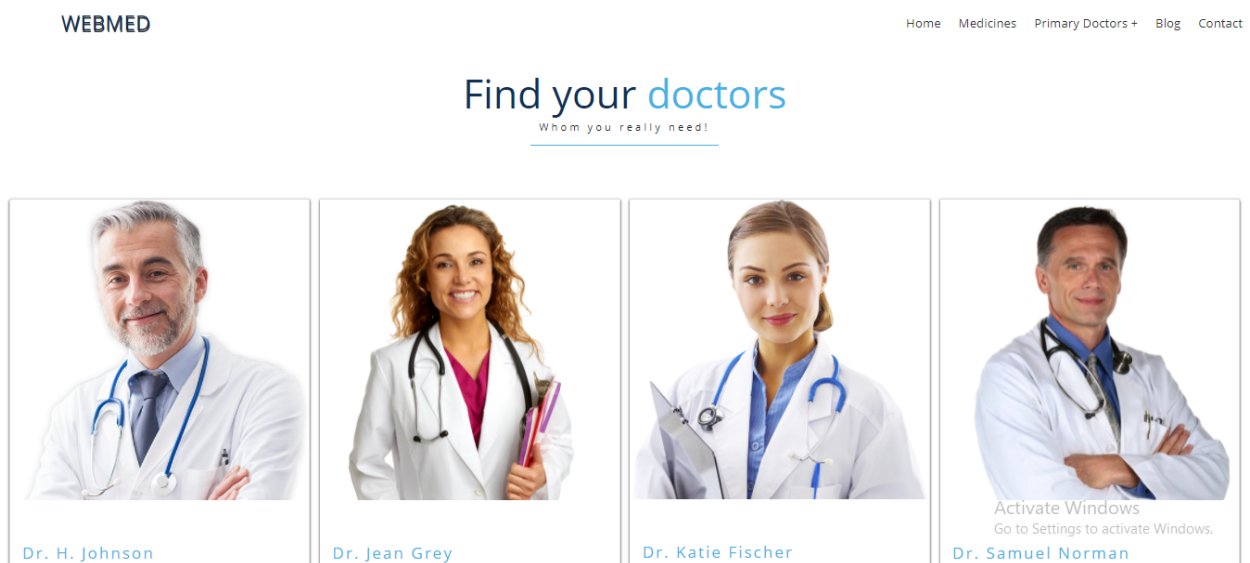 WEBMED
Home Medicines Primary Doctors + Blog Contact
Find your doctors
Whom you really need!
Activate Windows
Go to Settings to activate Windows.
Dr. H. Johnson
Dr. Jean Grey
Dr. Katie Fischer
Dr. Samuel Norman